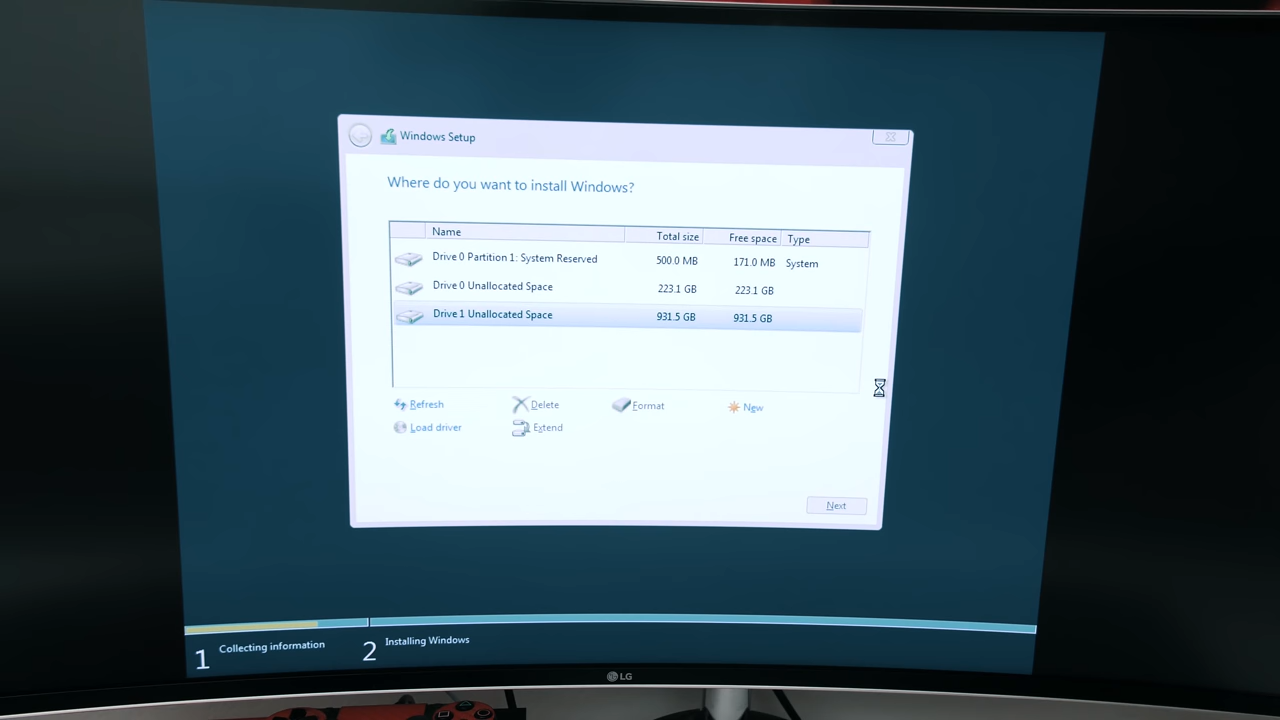 Windows Setup
Where do you want to install Windows?
Name Total size Free space Type
Drive 0 Partition 1: System Reserved 500.0 MB 171.0 MB System
Drive 0 Unallocated Space 223.1 GB 223.1 GB
Drive 1 Unallocated Space 931.5 GB 931.5 GB
Refresh Delete Format New
Load driver Extend
Next
1 Collecting information 2 Installing Windows
LG